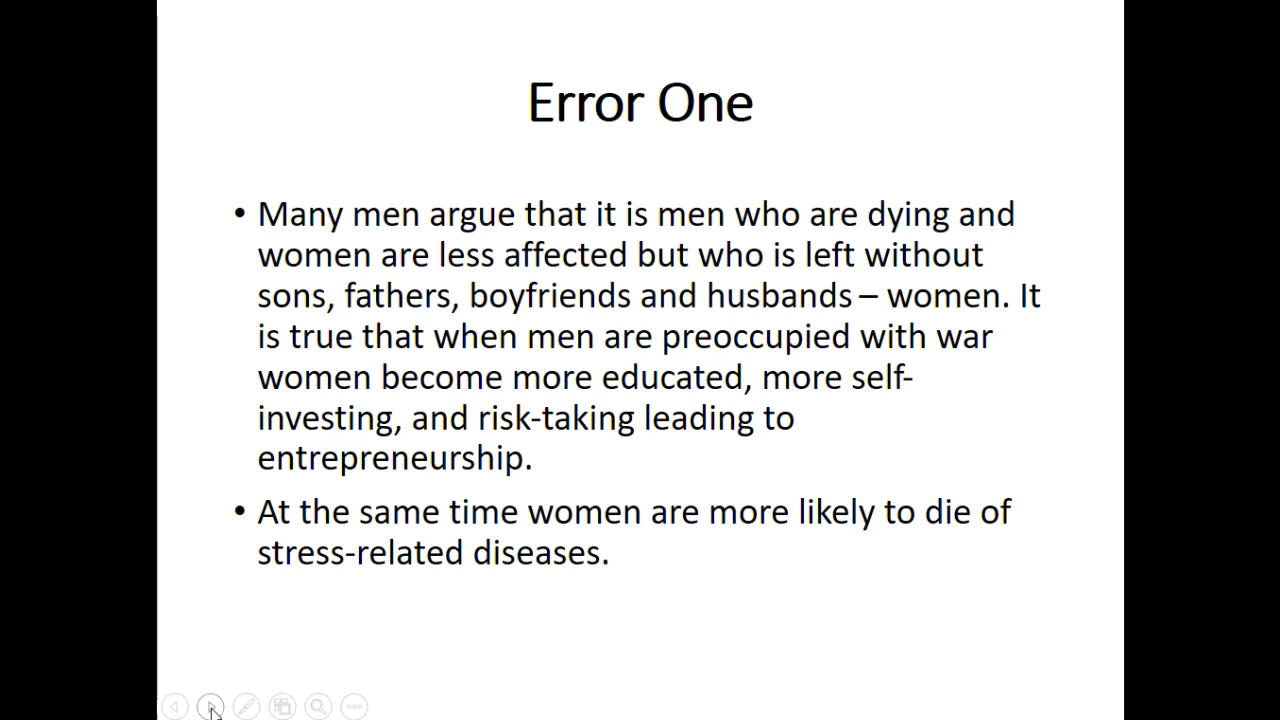 Error One
• Many men argue that it is men who are dying and
women are less affected but who is left without
sons, fathers, boyfriends and husbands – women. It
is true that when men are preoccupied with war
women become more educated, more self-
investing, and risk-taking leading to
entrepreneurship.
• At the same time women are more likely to die of
stress-related diseases.